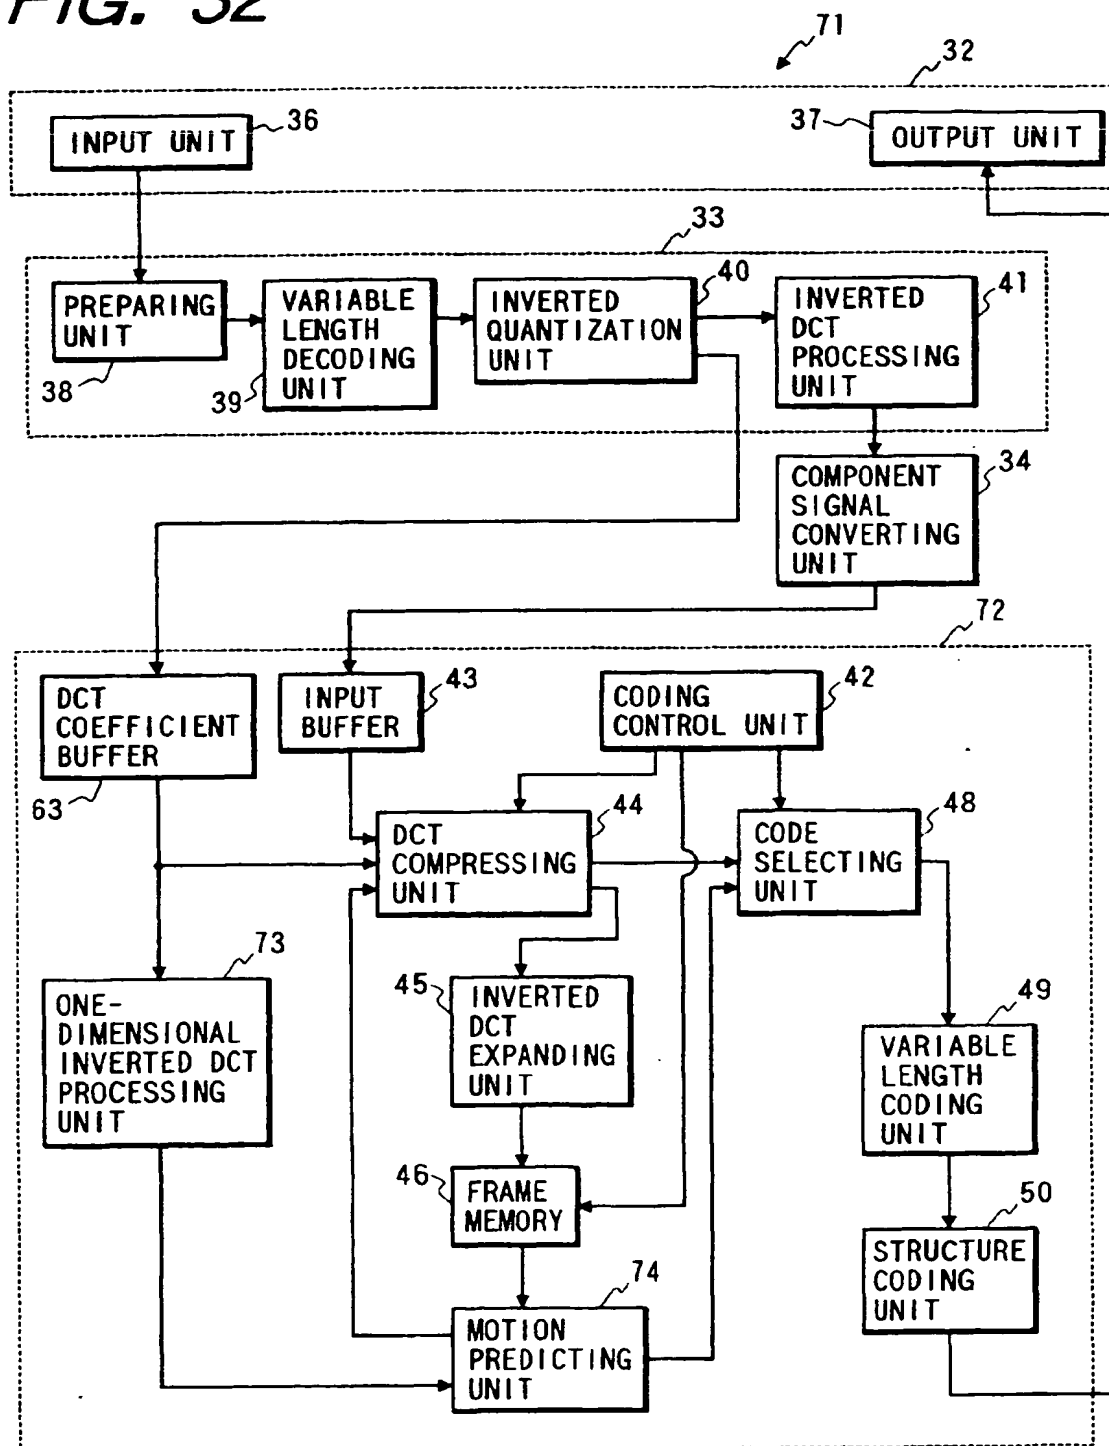 FIG. 32
71
32
INPUT UNIT
36
37
OUTPUT UNIT
33
PREPARING
UNIT
38
VARIABLE
LENGTH
DECODING
UNIT
39
INVERTED
QUANTIZATION
UNIT
40
INVERTED
DCT
PROCESSING
UNIT
41
COMPONENT
SIGNAL
CONVERTING
UNIT
34
72
DCT
COEFFICIENT
BUFFER
63
INPUT
BUFFER
43
CODING
CONTROL UNIT
42
DCT
COMPRESSING
UNIT
44
CODE
SELECTING
UNIT
48
ONE-
DIMENSIONAL
INVERTED DCT
PROCESSING
UNIT
73
45
INVERTED
DCT
EXPANDING
UNIT
49
VARIABLE
LENGTH
CODING
UNIT
46
FRAME
MEMORY
50
STRUCTURE
CODING
UNIT
74
MOTION
PREDICTING
UNIT